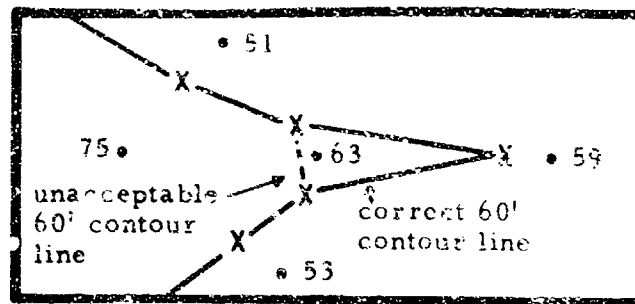 51
X
X
75
63
X
59
unacceptable
60' contour
line
X
correct 60'
contour line
X
53